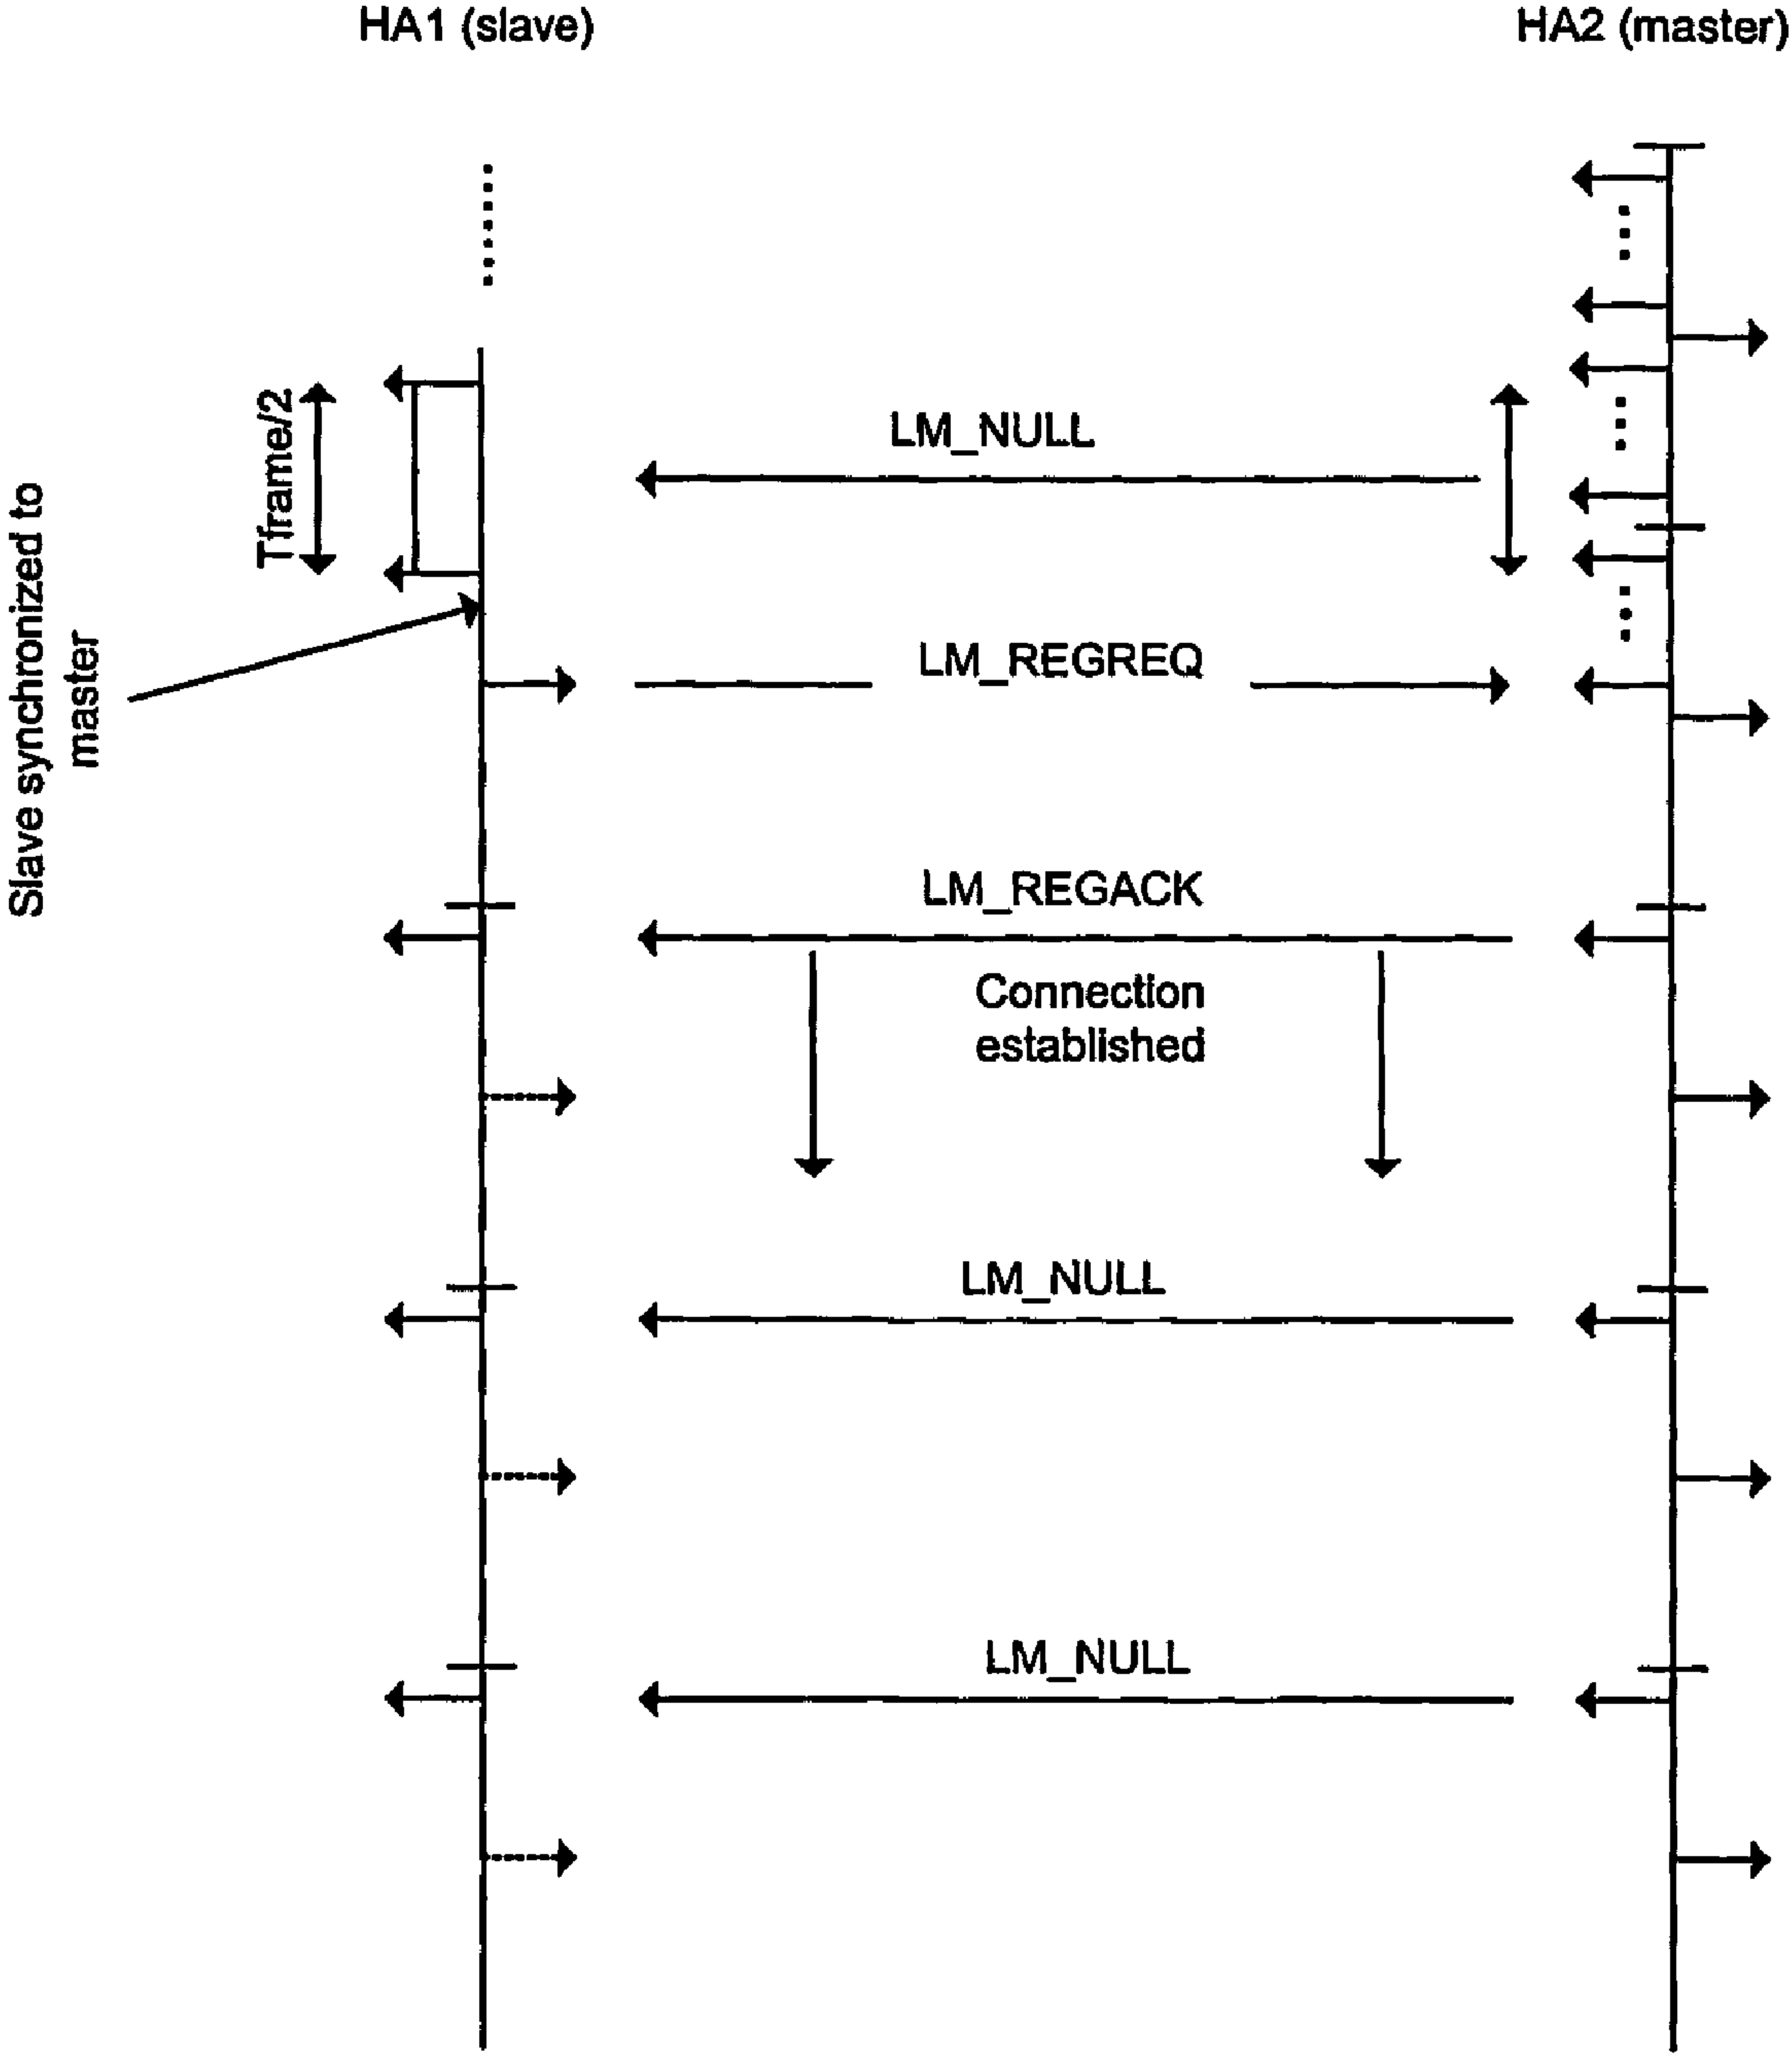 HA1 (slave)
HA2 (master)
Tframe/2
LM_NULL
Slave synchronized to
master
LM_REGREQ
LM_REGACK
Connection
established
LM_NULL
LM_NULL